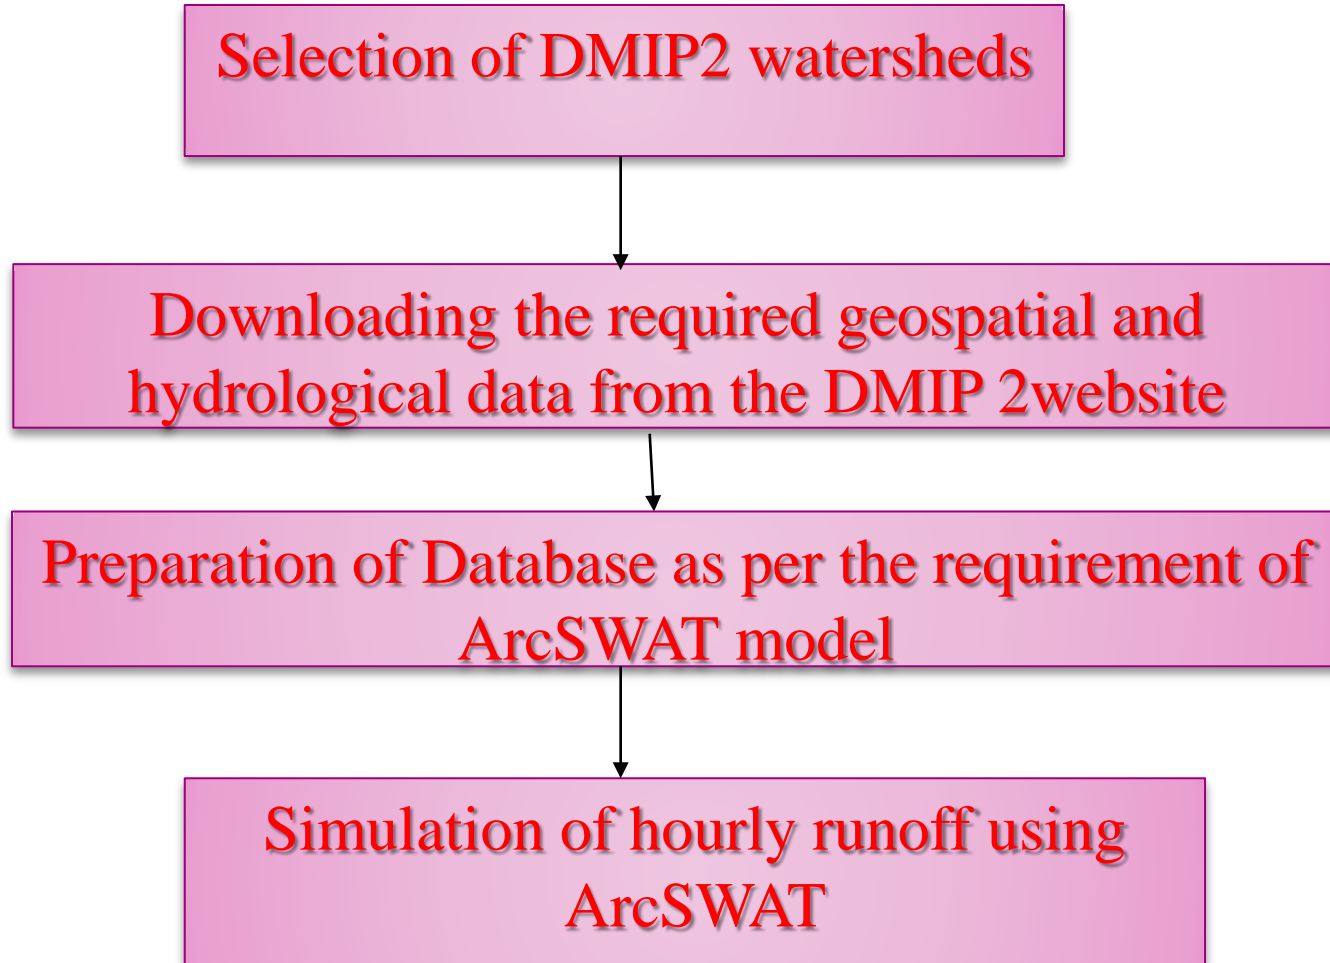 Selection of DMIP2 watersheds
Downloading the required geospatial and
hydrological data from the DMIP 2website
Preparation of Database as per the requirement of
ArcSWAT model
Simulation of hourly runoff using
ArcSWAT